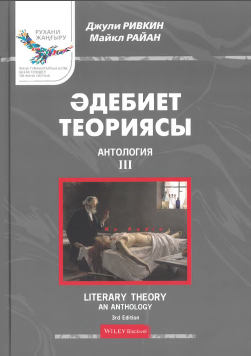 Джули РИВКИН
Майкл РАЙАН
РУХАНИ
ЖАҢҒЫРУ
ӘДЕБИЕТ
ТЕОРИЯСЫ
АНТОЛОГИЯ
III
LITERARY THEORY
AN ANTHOLOGY
3rd Edition
WILEY Blackwell